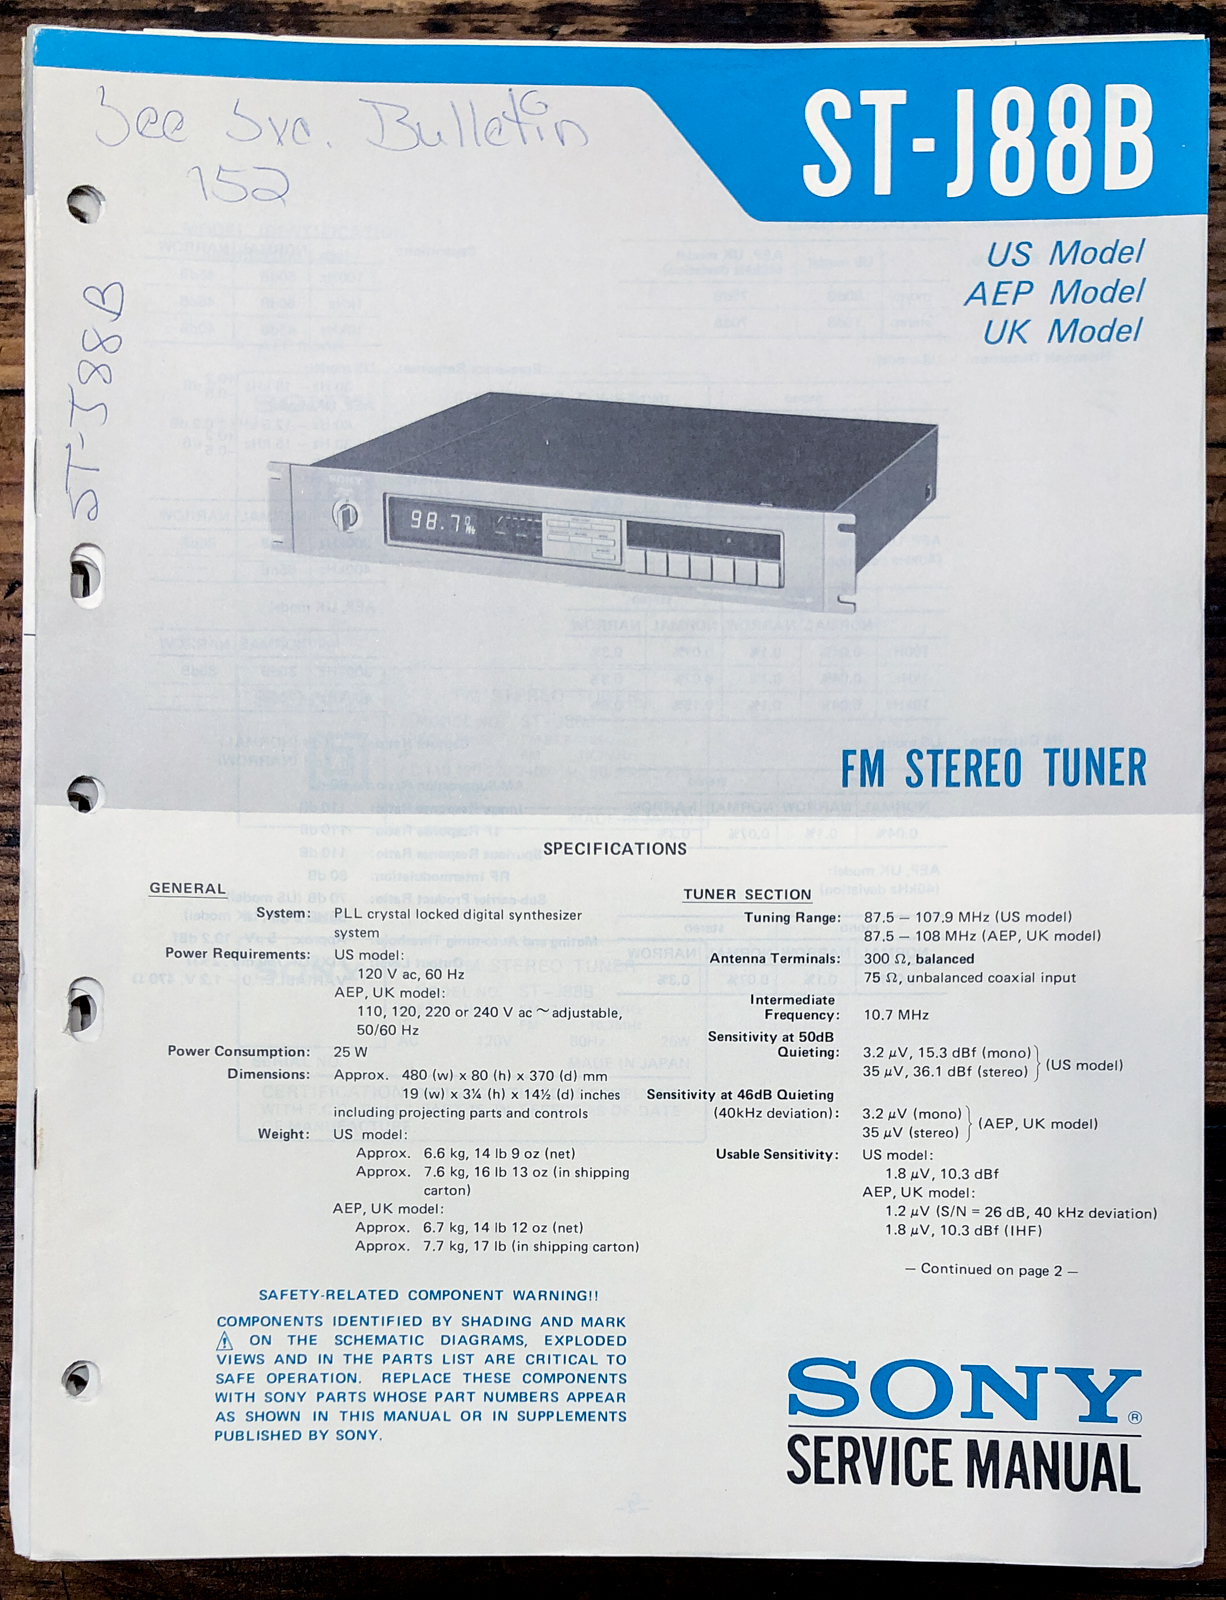 See Svc. Bulletin
152
ST-J88B
ST-J88B
US Model
AEP Model
UK Model
SONY
98.7
FM STEREO TUNER
SPECIFICATIONS
GENERAL
System: PLL crystal locked digital synthesizer
system
Power Requirements: US model:
120 V ac, 60 Hz
AEP, UK model:
110, 120, 220 or 240 V ac ~ adjustable,
50/60 Hz
Power Consumption: 25 W
Dimensions: Approx. 480 (w) x 80 (h) x 370 (d) mm
19 (w) x 3¼ (h) x 14½ (d) inches
including projecting parts and controls
Weight: US model:
Approx. 6.6 kg, 14 lb 9 oz (net)
Approx. 7.6 kg, 16 lb 13 oz (in shipping
carton)
AEP, UK model:
Approx. 6.7 kg, 14 lb 12 oz (net)
Approx. 7.7 kg, 17 lb (in shipping carton)
TUNER SECTION
Tuning Range: 87.5 – 107.9 MHz (US model)
87.5 – 108 MHz (AEP, UK model)
Antenna Terminals: 300 Ω, balanced
75 Ω, unbalanced coaxial input
Intermediate
Frequency: 10.7 MHz
Sensitivity at 50dB
Quieting: 3.2 μV, 15.3 dBf (mono)
35 μV, 36.1 dBf (stereo) } (US model)
Sensitivity at 46dB Quieting
(40kHz deviation): 3.2 μV (mono)
35 μV (stereo) } (AEP, UK model)
Usable Sensitivity: US model:
1.8 μV, 10.3 dBf
AEP, UK model:
1.2 μV (S/N = 26 dB, 40 kHz deviation)
1.8 μV, 10.3 dBf (IHF)
– Continued on page 2 –
SAFETY-RELATED COMPONENT WARNING!!
COMPONENTS IDENTIFIED BY SHADING AND MARK
⚠ ON THE SCHEMATIC DIAGRAMS, EXPLODED
VIEWS AND IN THE PARTS LIST ARE CRITICAL TO
SAFE OPERATION. REPLACE THESE COMPONENTS
WITH SONY PARTS WHOSE PART NUMBERS APPEAR
AS SHOWN IN THIS MANUAL OR IN SUPPLEMENTS
PUBLISHED BY SONY.
SONY®
SERVICE MANUAL